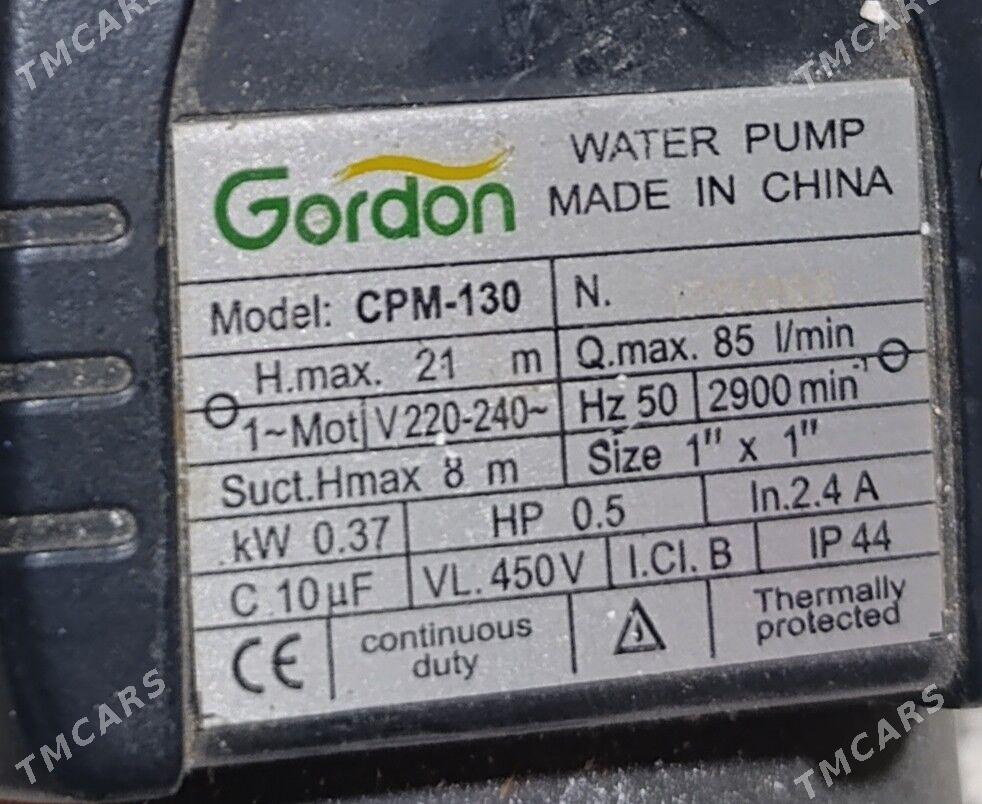 TMCARS
TMCARS
Gordon
WATER PUMP
MADE IN CHINA
Model: CPM-130
N.
H.max. 21 m
Q.max. 85 l/min
1~Mot V 220-240~
Hz 50 2900 min-1
Suct.Hmax 8 m
Size 1" x 1"
kW 0.37
HP 0.5
In.2.4 A
C 10µF
VL. 450V
I.Cl. B
IP 44
CE
continuous
duty
Thermally
protected
TMCARS
TMCARS